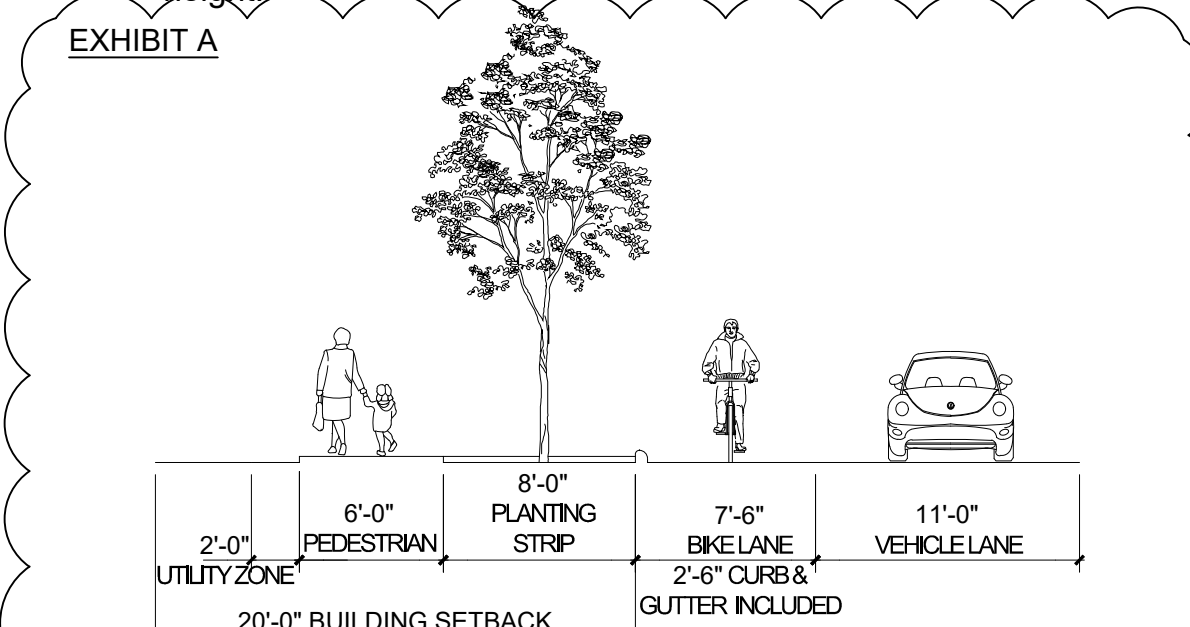 EXHIBIT A
2'-0"
UTILITY ZONE
6'-0"
PEDESTRIAN
8'-0"
PLANTING
STRIP
7'-6"
BIKE LANE
2'-6" CURB &
GUTTER INCLUDED
11'-0"
VEHICLE LANE
20'-0" BUILDING SETBACK